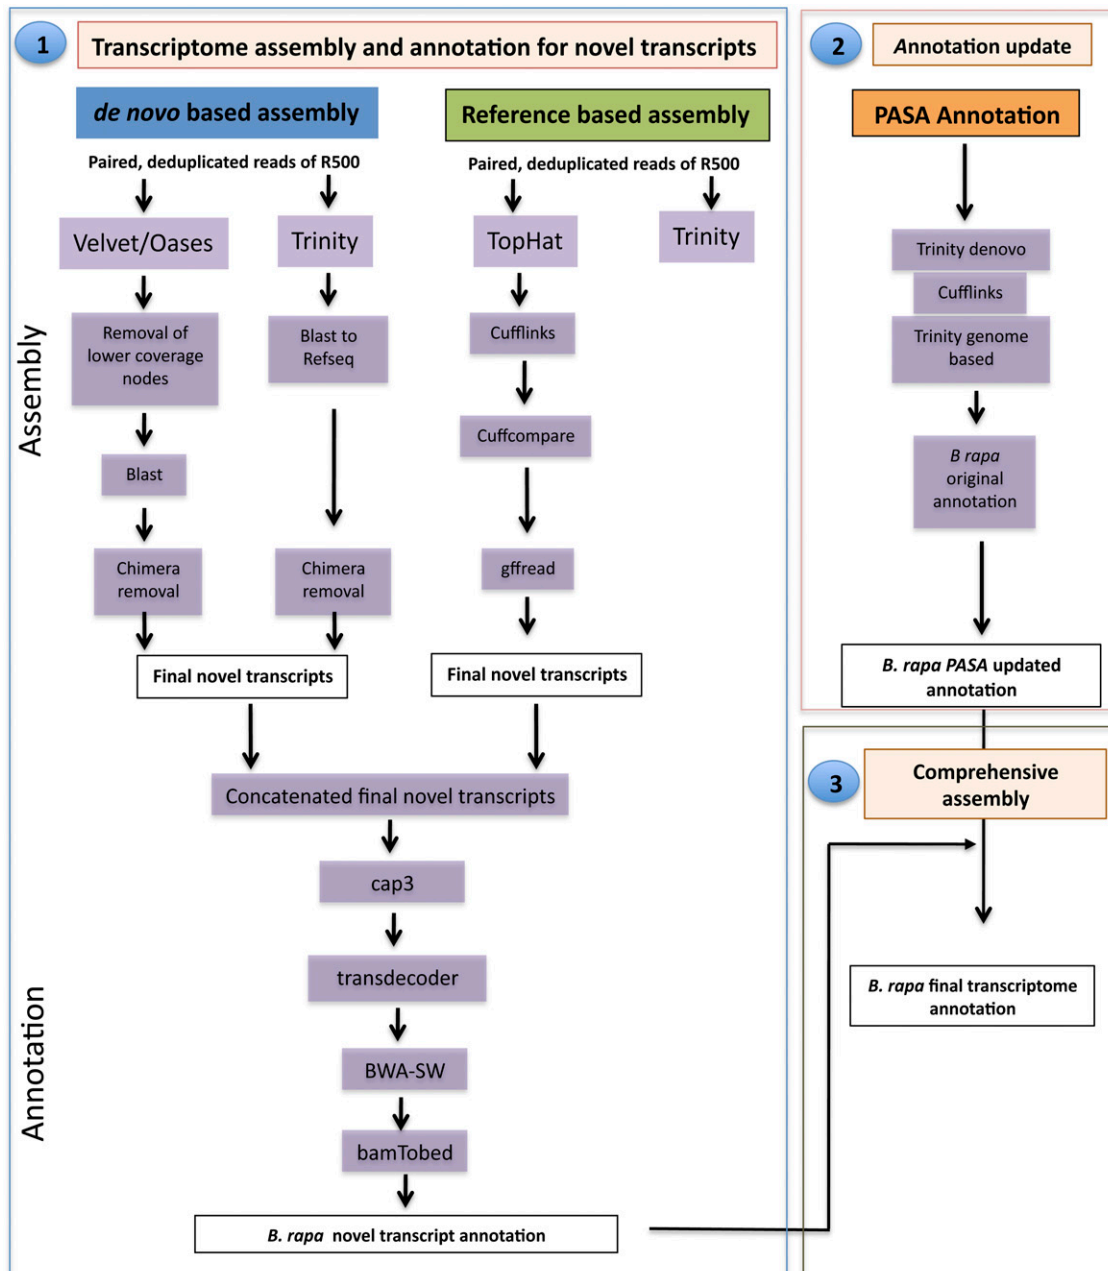 1
Transcriptome assembly and annotation for novel transcripts
de novo based assembly
Reference based assembly
Paired, deduplicated reads of R500
Paired, deduplicated reads of R500
Velvet/Oases
Trinity
TopHat
Trinity
Removal of
lower coverage
nodes
Blast to
Refseq
Cufflinks
Cuffcompare
Blast
Chimera
removal
Chimera
removal
gffread
Final novel transcripts
Final novel transcripts
Assembly
Concatenated final novel transcripts
cap3
transdecoder
BWA-SW
bamTobed
B. rapa novel transcript annotation
Annotation
2
Annotation update
PASA Annotation
Trinity denovo
Cufflinks
Trinity genome
based
B rapa
original
annotation
B. rapa PASA updated
annotation
3
Comprehensive
assembly
B. rapa final transcriptome
annotation